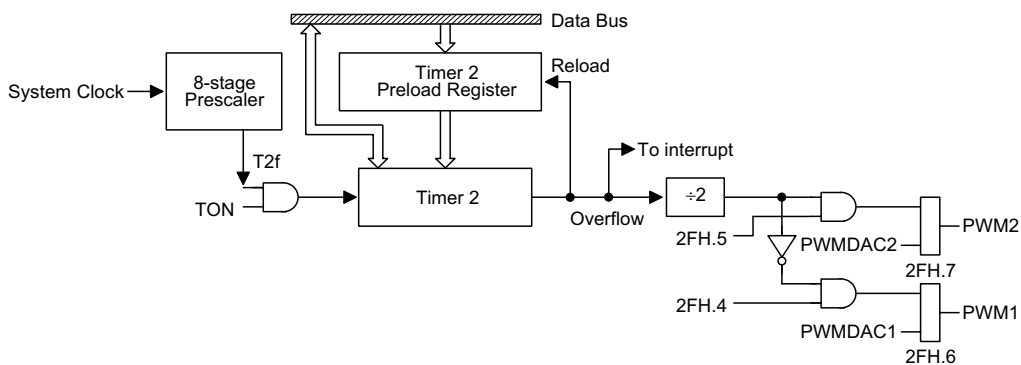 Data Bus
8-stage
Prescaler
Timer 2
Preload Register
Reload
System Clock
T2f
To interrupt
TON
Timer 2
Overflow
÷2
2FH.5
PWMDAC2
PWM2
2FH.7
2FH.4
PWM1
PWMDAC1
2FH.6